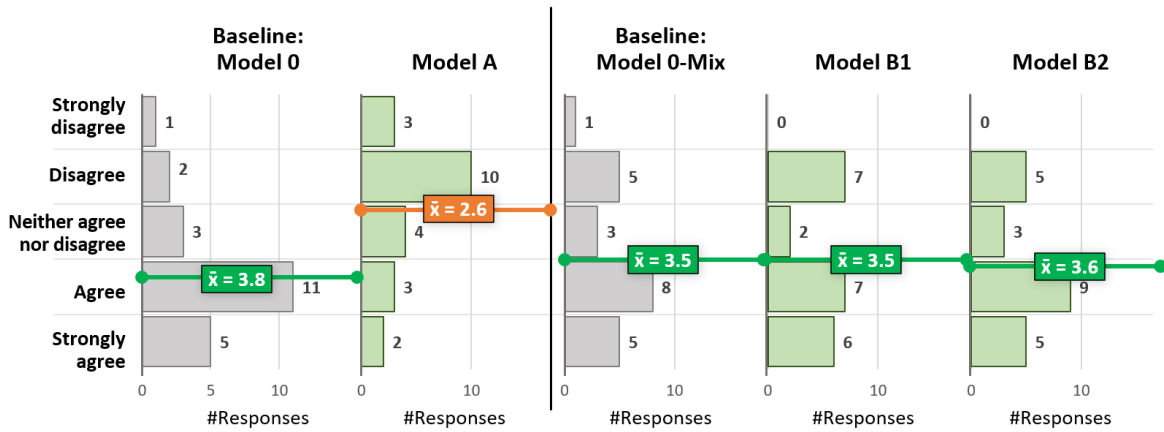 Baseline:
Model 0
Model A
Baseline:
Model 0-Mix
Model B1
Model B2
Strongly
disagree
1
3
1
0
0
Disagree
2
10
5
7
5
Neither agree
nor disagree
3
4
3
2
3
x̄ = 3.8
x̄ = 2.6
x̄ = 3.5
x̄ = 3.5
x̄ = 3.6
Agree
11
3
8
7
9
Strongly
agree
5
2
5
6
5
0 5 10
0 10
0 10
0 10
0 10
#Responses
#Responses
#Responses
#Responses
#Responses